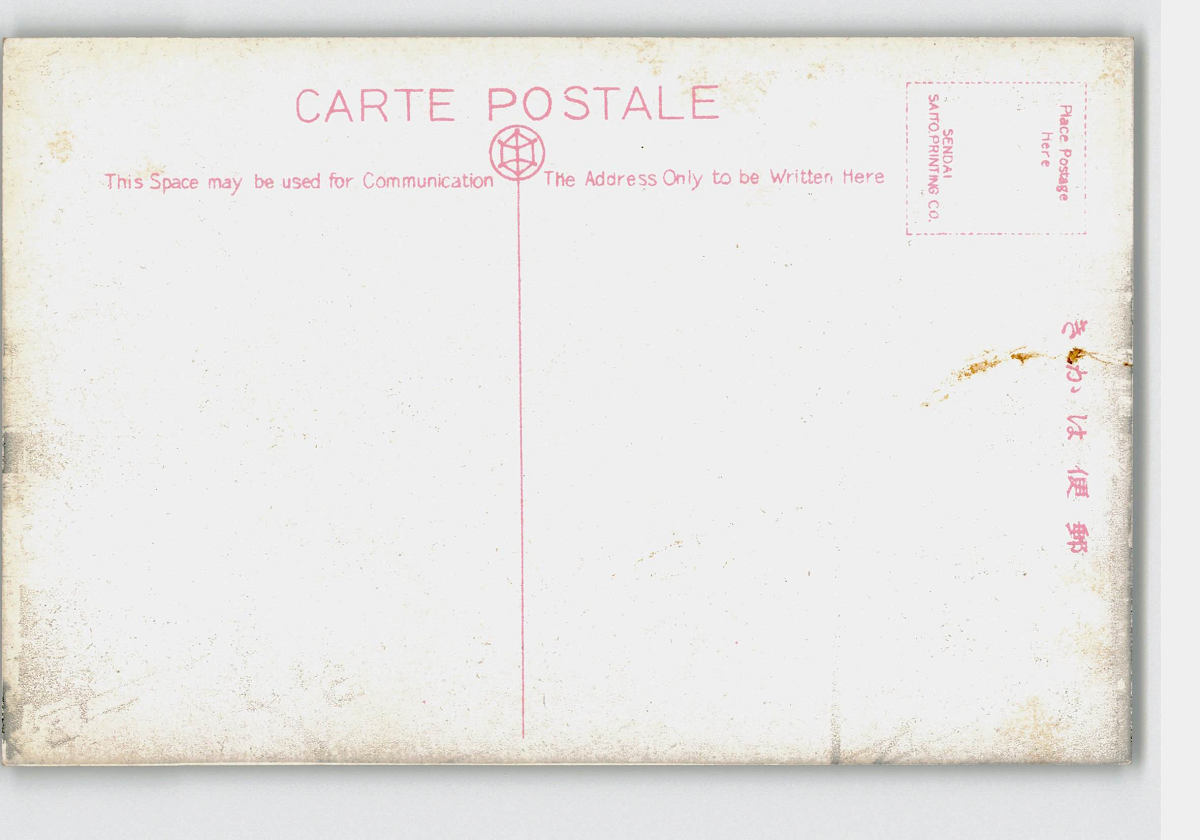 CARTE POSTALE
This Space may be used for Communication
The Address Only to be Written Here
Place Postage
Here
SENDAI
SAITO.PRINTING CO.
きかは便郵